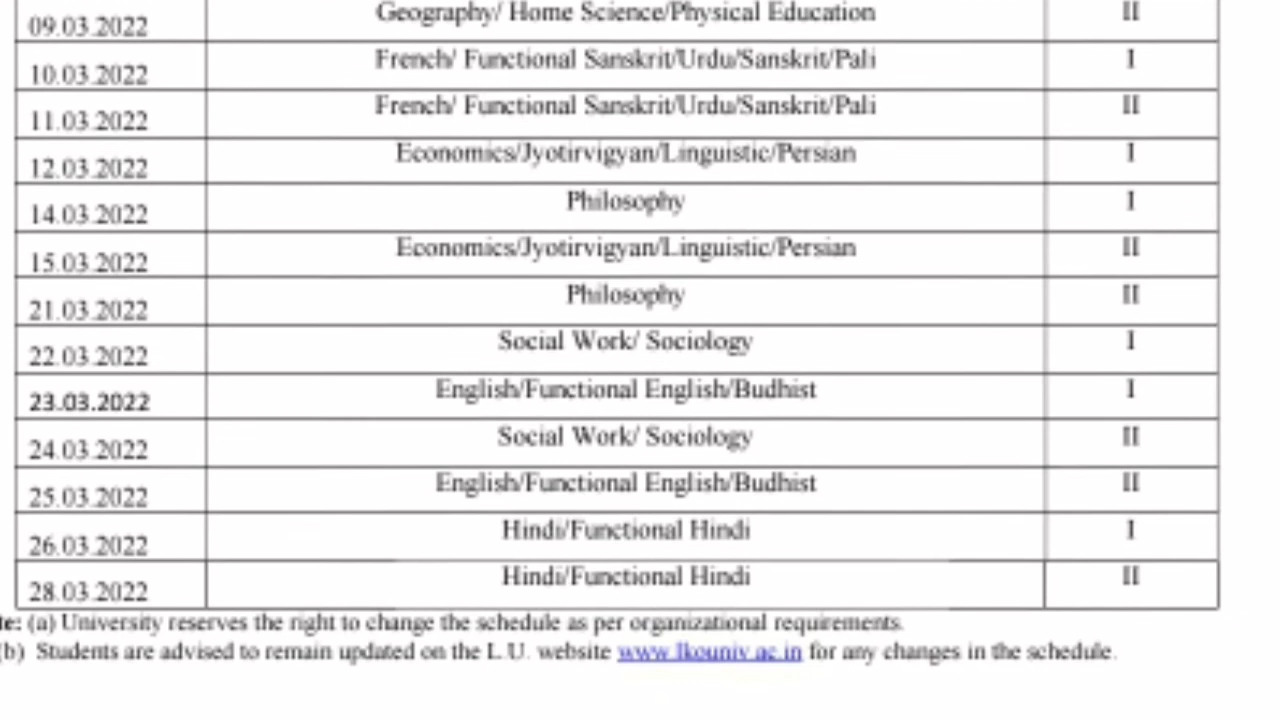 09.03.2022 Geography/ Home Science/Physical Education II
10.03.2022 French/ Functional Sanskrit/Urdu/Sanskrit/Pali I
11.03.2022 French/ Functional Sanskrit/Urdu/Sanskrit/Pali II
12.03.2022 Economics/Jyotirvigyan/Linguistic/Persian I
14.03.2022 Philosophy I
15.03.2022 Economics/Jyotirvigyan/Linguistic/Persian II
21.03.2022 Philosophy II
22.03.2022 Social Work/ Sociology I
23.03.2022 English/Functional English/Budhist I
24.03.2022 Social Work/ Sociology II
25.03.2022 English/Functional English/Budhist II
26.03.2022 Hindi/Functional Hindi I
28.03.2022 Hindi/Functional Hindi II
te: (a) University reserves the right to change the schedule as per organizational requirements.
(b) Students are advised to remain updated on the L.U. website www.lkouniv.ac.in for any changes in the schedule.